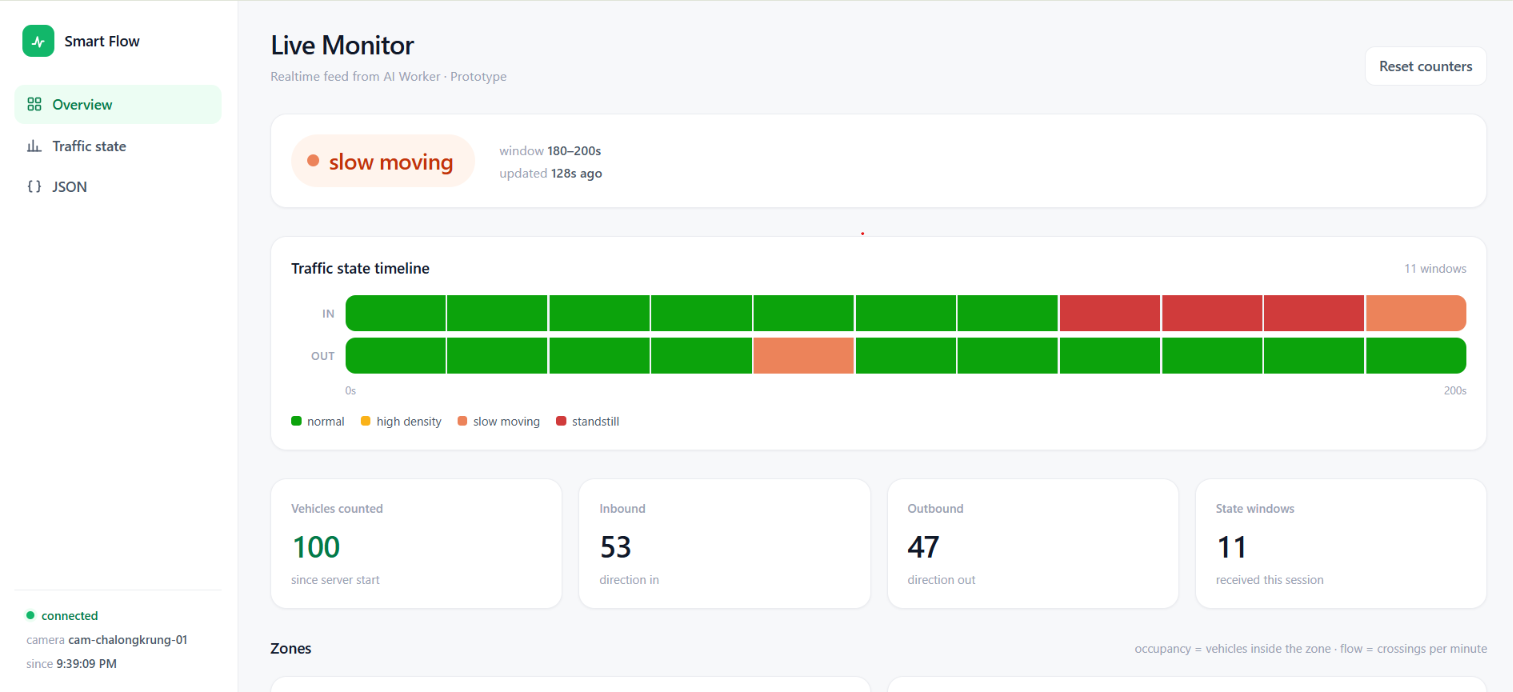 Smart Flow
Overview
Traffic state
{ } JSON
connected
camera cam-chalongkrung-01
since 9:39:09 PM
Live Monitor
Realtime feed from AI Worker · Prototype
Reset counters
slow moving
window 180–200s
updated 128s ago
Traffic state timeline
11 windows
IN
OUT
0s
200s
normal
high density
slow moving
standstill
Vehicles counted
100
since server start
Inbound
53
direction in
Outbound
47
direction out
State windows
11
received this session
Zones
occupancy = vehicles inside the zone · flow = crossings per minute